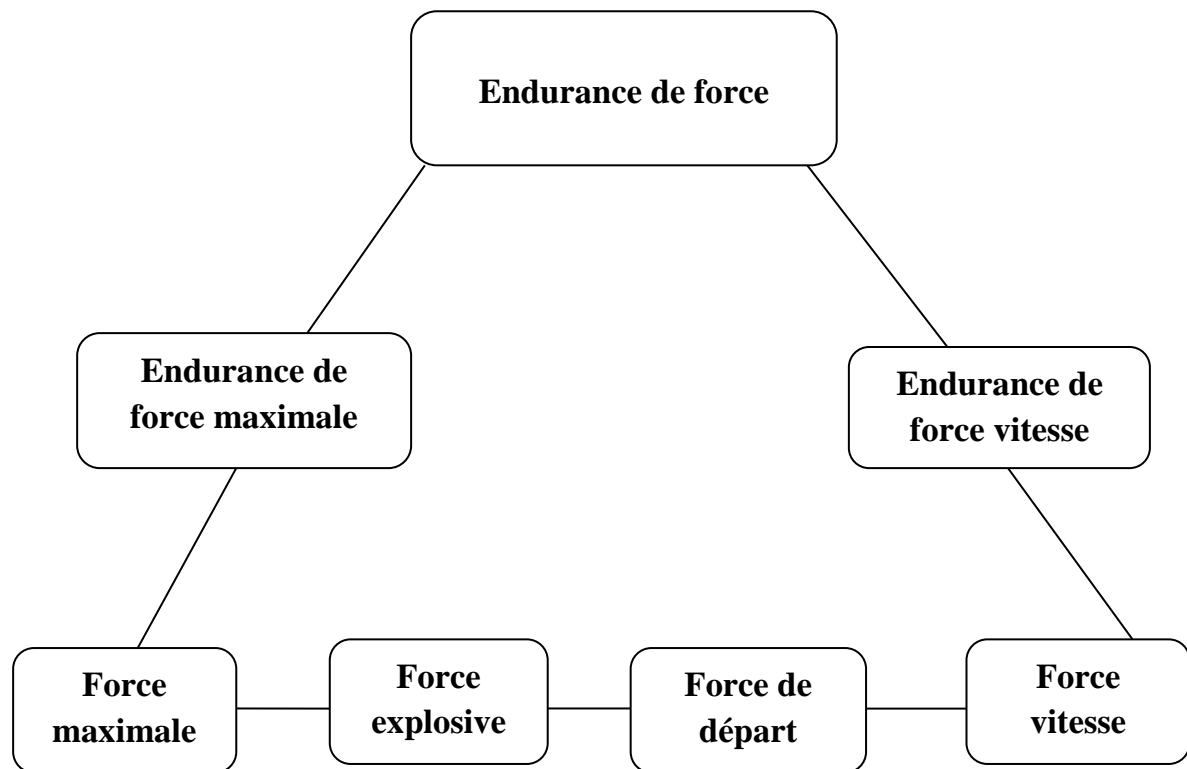 Endurance de force
Endurance de
force maximale
Endurance de
force vitesse
Force
maximale
Force
explosive
Force de
départ
Force
vitesse